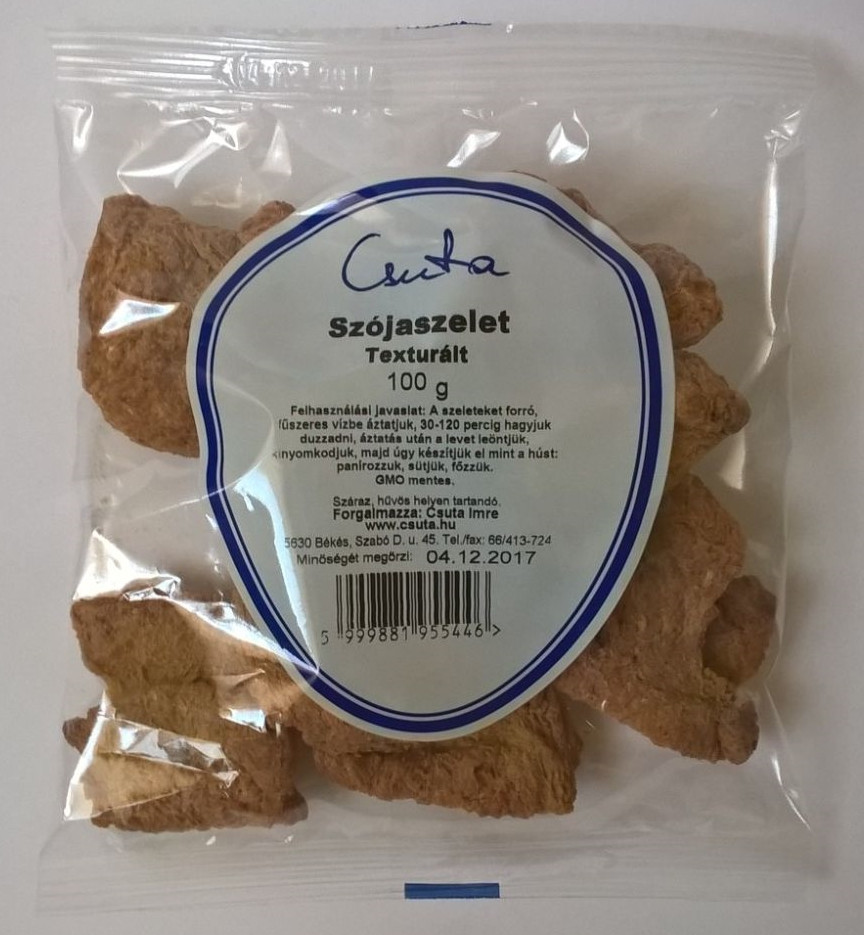 Csuta
Szójaszelet
Texturált
100 g
Felhasználási javaslat: A szeleteket forró,
fűszeres vízbe áztatjuk, 30-120 percig hagyjuk
duzzadni, áztatás után a levet leöntjük,
kinyomkodjuk, majd úgy készítjük el mint a húst:
panírozzuk, sütjük, főzzük.
GMO mentes.
Száraz, hűvös helyen tartandó.
Forgalmazza: Csuta Imre
www.csuta.hu
5630 Békés, Szabó D. u. 45. Tel./fax: 66/413-724
Minőségét megőrzi: 04.12.2017
5 999881 955446 >